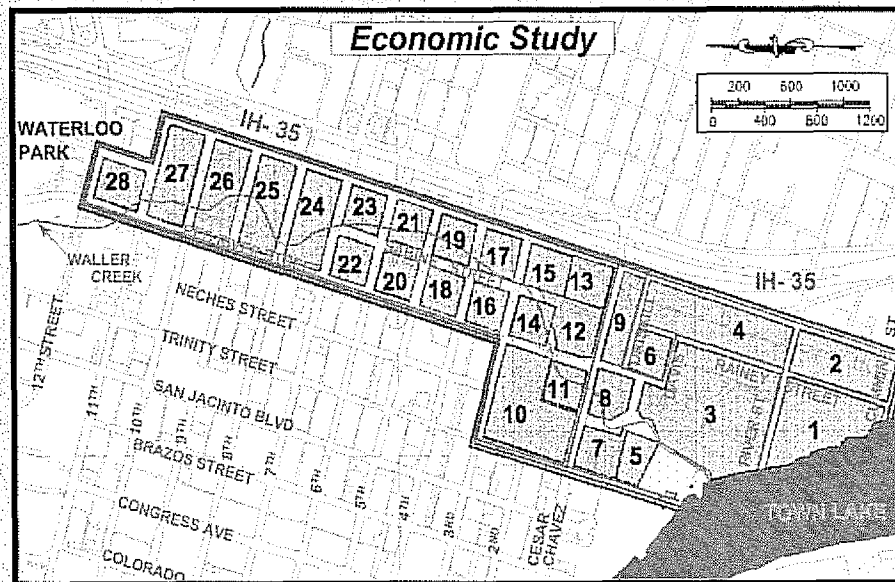 Economic Study
200 600 1000
0 400 800 1200
IH- 35
WATERLOO
PARK
28
27
26
25
24
23
22
21
20
19
18
17
16
15
14
13
12
11
10
9
8
7
6
5
4
3
2
1
IH- 35
WALLER
CREEK
RAINEY
STREET
RIVER ST
TOWN LAKE
NECHES STREET
TRINITY STREET
SAN JACINTO BLVD
BRAZOS STREET
CONGRESS AVE
COLORADO
12TH STREET
11TH
10TH
9TH
8TH
7TH
6TH
5TH
4TH
3RD
2ND
CESAR
CHAVEZ